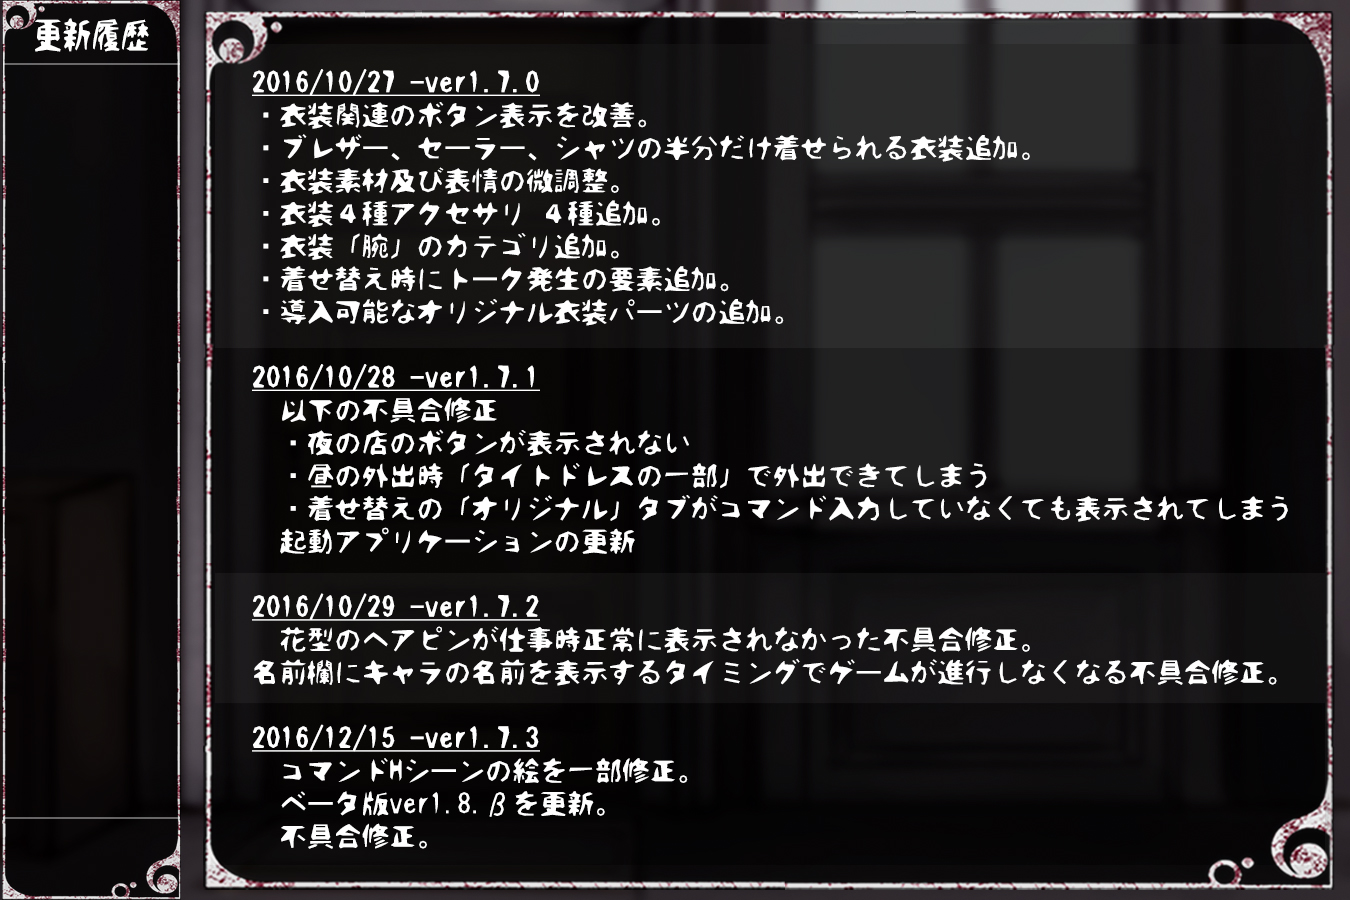 更新履歴
2016/10/27 -ver1.7.0
・衣装関連のボタン表示を改善。
・ブレザー、セーラー、シャツの半分だけ着せられる衣装追加。
・衣装素材及び表情の微調整。
・衣装４種アクセサリ ４種追加。
・衣装「腕」のカテゴリ追加。
・着せ替え時にトーク発生の要素追加。
・導入可能なオリジナル衣装パーツの追加。
2016/10/28 -ver1.7.1
以下の不具合修正
・夜の店のボタンが表示されない
・昼の外出時「タイトドレスの一部」で外出できてしまう
・着せ替えの「オリジナル」タブがコマンド入力していなくても表示されてしまう
起動アプリケーションの更新
2016/10/29 -ver1.7.2
花型のヘアピンが仕事時正常に表示されなかった不具合修正。
名前欄にキャラの名前を表示するタイミングでゲームが進行しなくなる不具合修正。
2016/12/15 -ver1.7.3
コマンドHシーンの絵を一部修正。
ベータ版ver1.8.βを更新。
不具合修正。